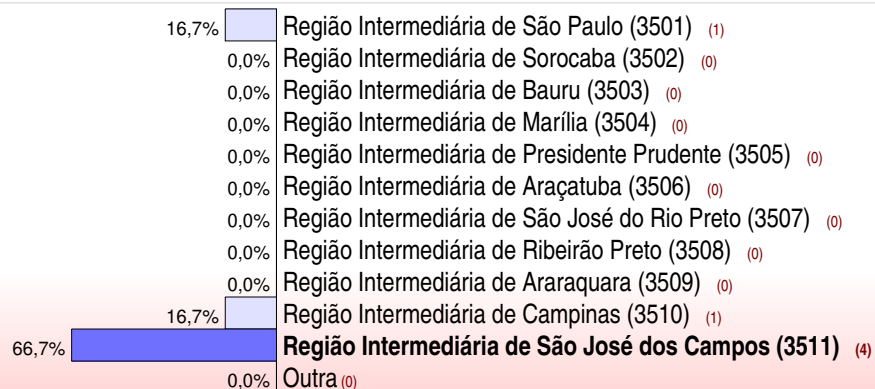 16,7% Região Intermediária de São Paulo (3501) (1)
0,0% Região Intermediária de Sorocaba (3502) (0)
0,0% Região Intermediária de Bauru (3503) (0)
0,0% Região Intermediária de Marília (3504) (0)
0,0% Região Intermediária de Presidente Prudente (3505) (0)
0,0% Região Intermediária de Araçatuba (3506) (0)
0,0% Região Intermediária de São José do Rio Preto (3507) (0)
0,0% Região Intermediária de Ribeirão Preto (3508) (0)
0,0% Região Intermediária de Araraquara (3509) (0)
16,7% Região Intermediária de Campinas (3510) (1)
66,7% Região Intermediária de São José dos Campos (3511) (4)
0,0% Outra (0)